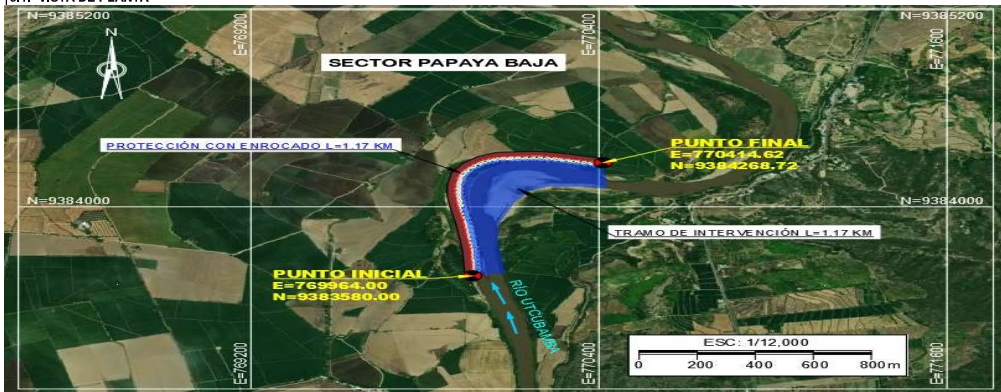 N=9385200
E=769200
E=770400
N=9385200
E=771600
N
SECTOR PAPAYA BAJA
PROTECCIÓN CON ENROCADO L=1.17 KM
PUNTO FINAL
E=770414.62
N=9384268.72
N=9384000
N=9384000
TRAMO DE INTERVENCIÓN L=1.17 KM
PUNTO INICIAL
E=769964.00
N=9383580.00
RÍO UTCUBAMBA
E=769200
E=770400
E=771600
ESC: 1/12,000
0 200 400 600 800 m